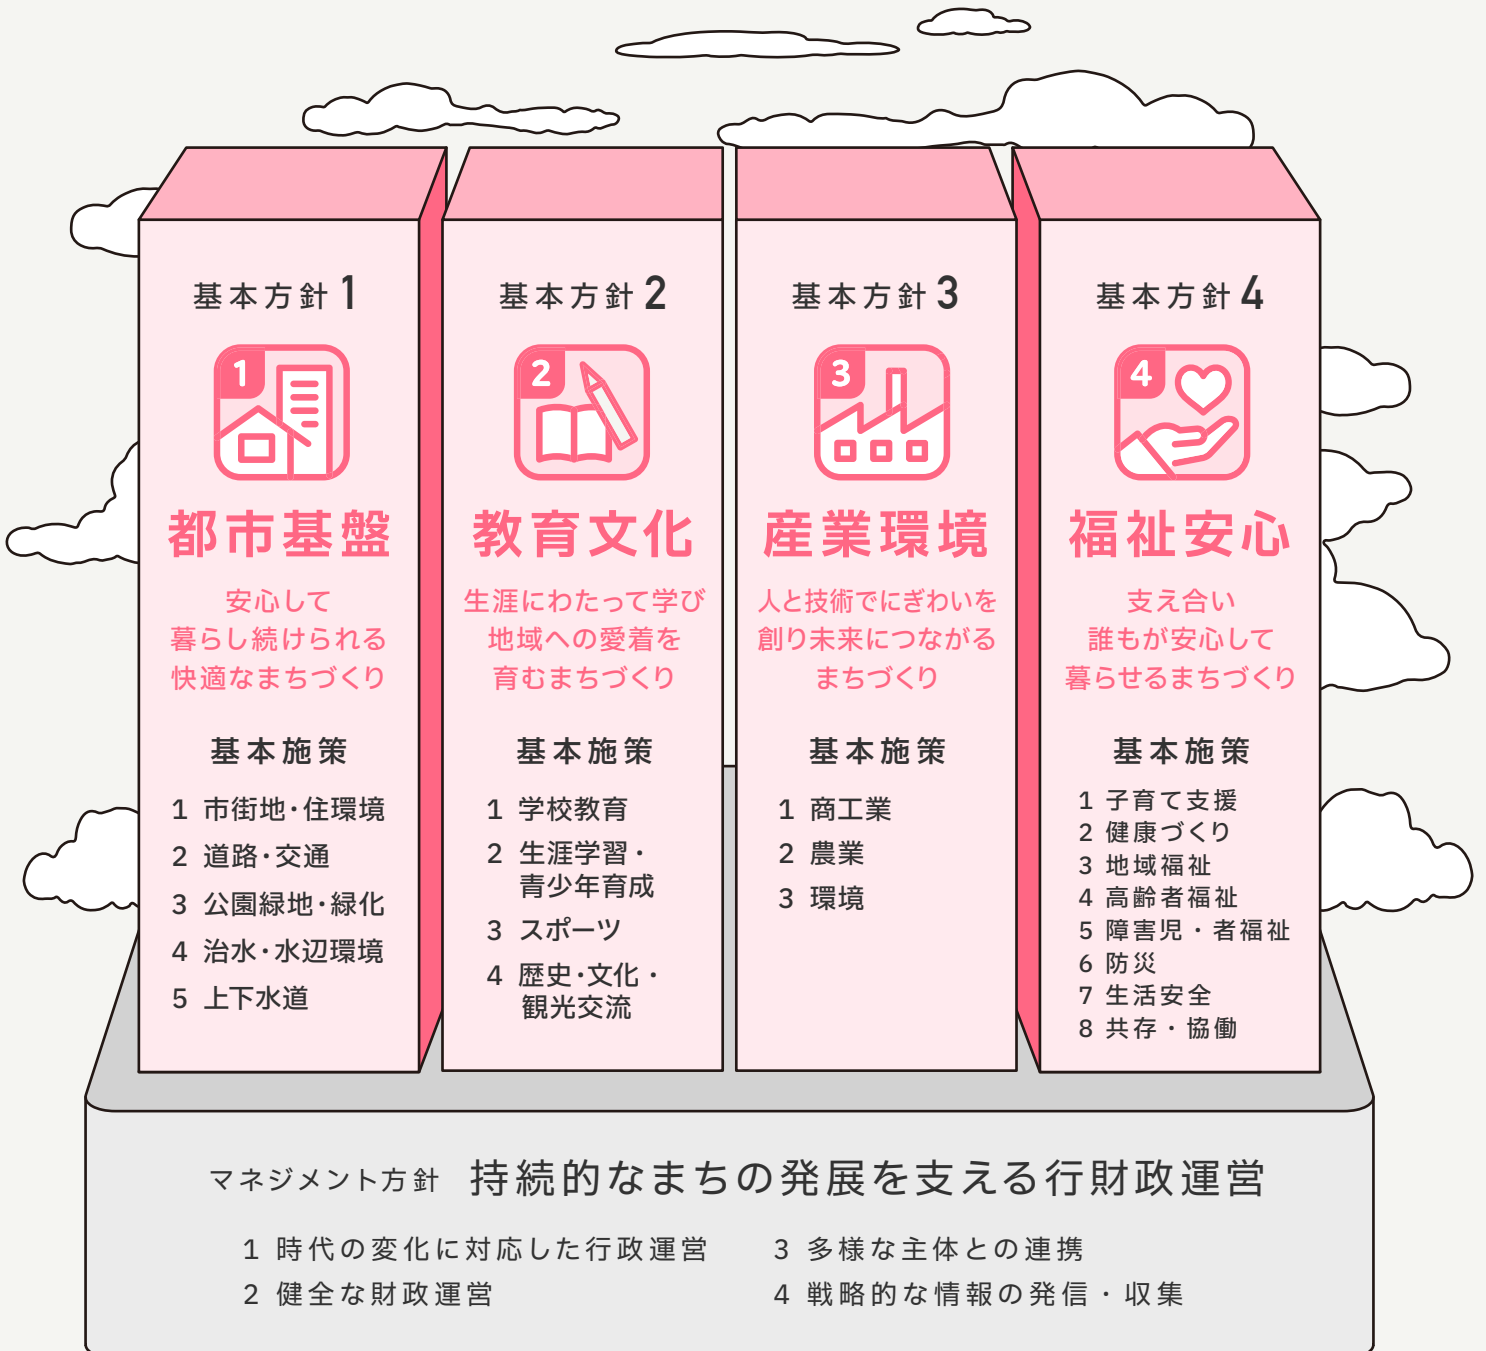 基本方針 1
1
都市基盤
安心して
暮らし続けられる
快適なまちづくり
基本施策
1 市街地・住環境
2 道路・交通
3 公園緑地・緑化
4 治水・水辺環境
5 上下水道
基本方針 2
2
教育文化
生涯にわたって学び
地域への愛着を
育むまちづくり
基本施策
1 学校教育
2 生涯学習・
青少年育成
3 スポーツ
4 歴史・文化・
観光交流
基本方針 3
3
産業環境
人と技術でにぎわいを
創り未来につながる
まちづくり
基本施策
1 商工業
2 農業
3 環境
基本方針 4
4
福祉安心
支え合い
誰もが安心して
暮らせるまちづくり
基本施策
1 子育て支援
2 健康づくり
3 地域福祉
4 高齢者福祉
5 障害児・者福祉
6 防災
7 生活安全
8 共存・協働
マネジメント方針 持続的なまちの発展を支える行財政運営
1 時代の変化に対応した行政運営
2 健全な財政運営
3 多様な主体との連携
4 戦略的な情報の発信・収集